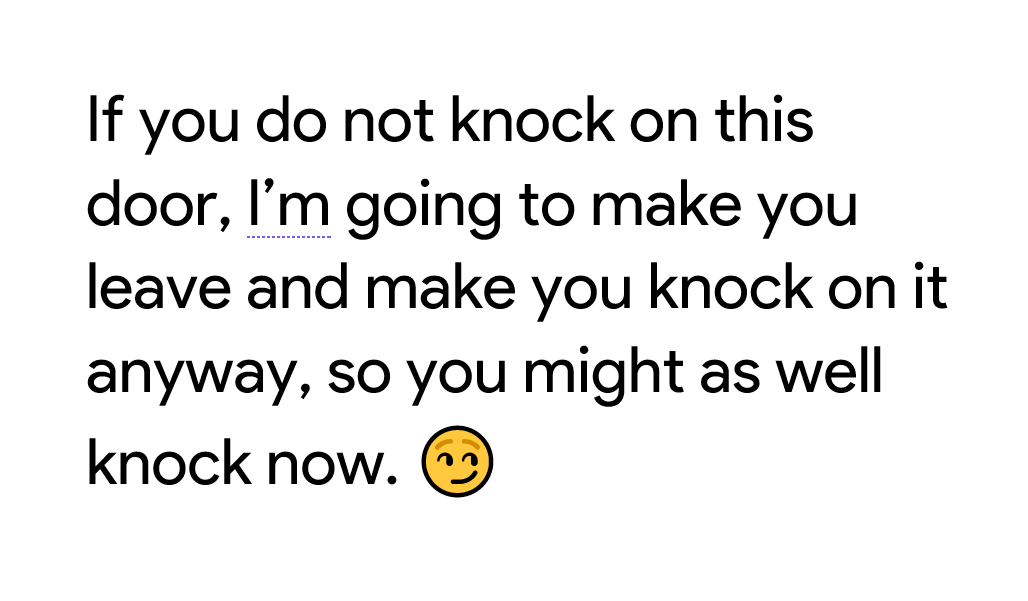 If you do not knock on this
door, I’m going to make you
leave and make you knock on it
anyway, so you might as well
knock now. 😏